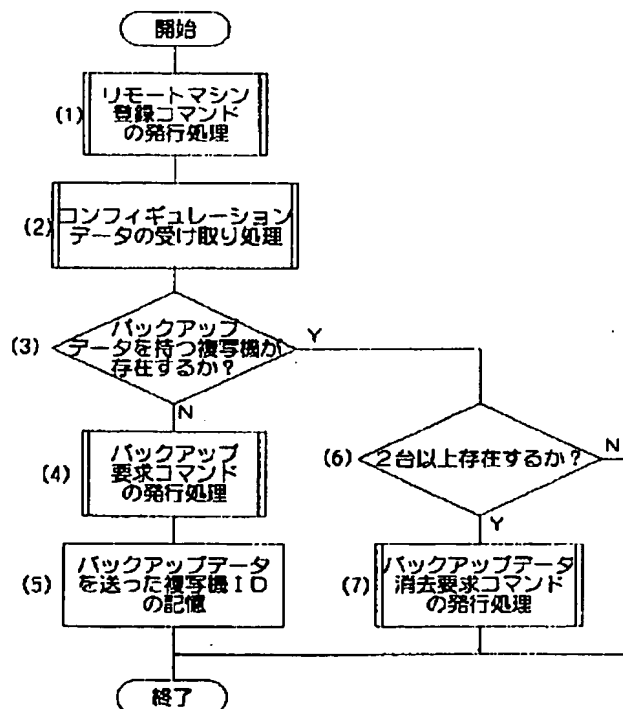 開始
(1) リモートマシン
登録コマンド
の発行処理
(2) コンフィギュレーション
データの受け取り処理
(3) バックアップ
データを持つ複写機が
存在するか?
Y
N
(4) バックアップ
要求コマンド
の発行処理
(6) 2台以上存在するか?
N
Y
(5) バックアップデータ
を送った複写機ID
の記憶
(7) バックアップデータ
消去要求コマンド
の発行処理
終了